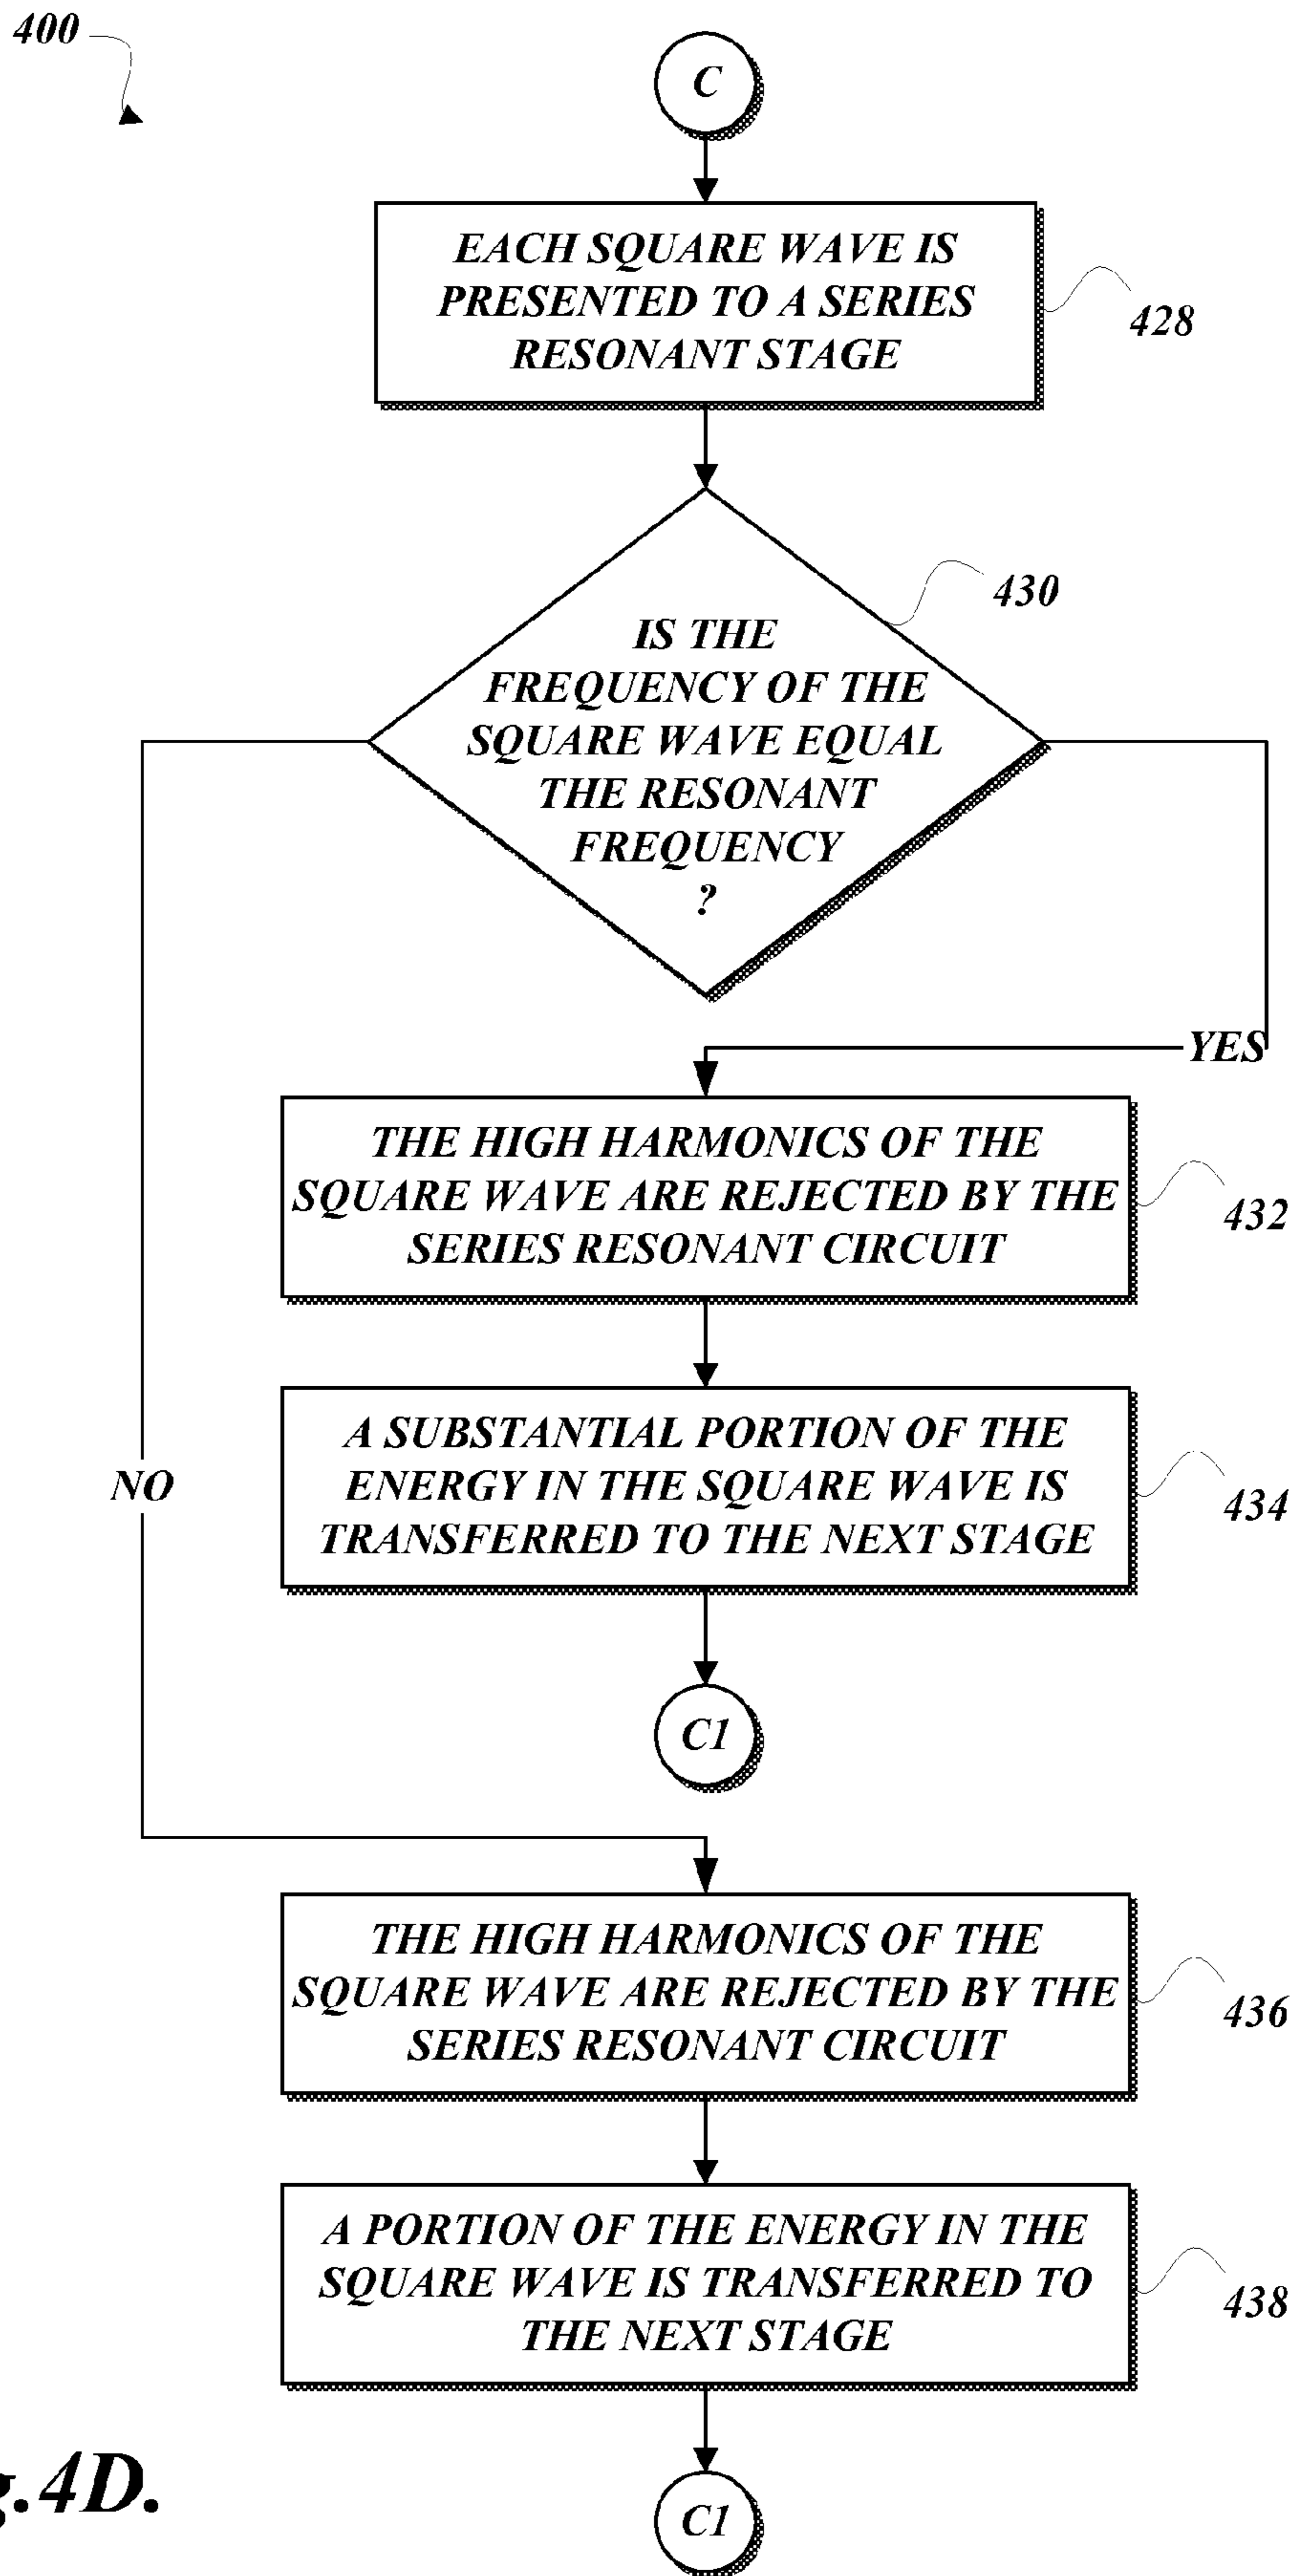 400
C
EACH SQUARE WAVE IS
PRESENTED TO A SERIES
RESONANT STAGE
428
430
IS THE
FREQUENCY OF THE
SQUARE WAVE EQUAL
THE RESONANT
FREQUENCY
?
YES
THE HIGH HARMONICS OF THE
SQUARE WAVE ARE REJECTED BY THE
SERIES RESONANT CIRCUIT
432
A SUBSTANTIAL PORTION OF THE
ENERGY IN THE SQUARE WAVE IS
TRANSFERRED TO THE NEXT STAGE
434
NO
C1
THE HIGH HARMONICS OF THE
SQUARE WAVE ARE REJECTED BY THE
SERIES RESONANT CIRCUIT
436
A PORTION OF THE ENERGY IN THE
SQUARE WAVE IS TRANSFERRED TO
THE NEXT STAGE
438
g.4D.
C1